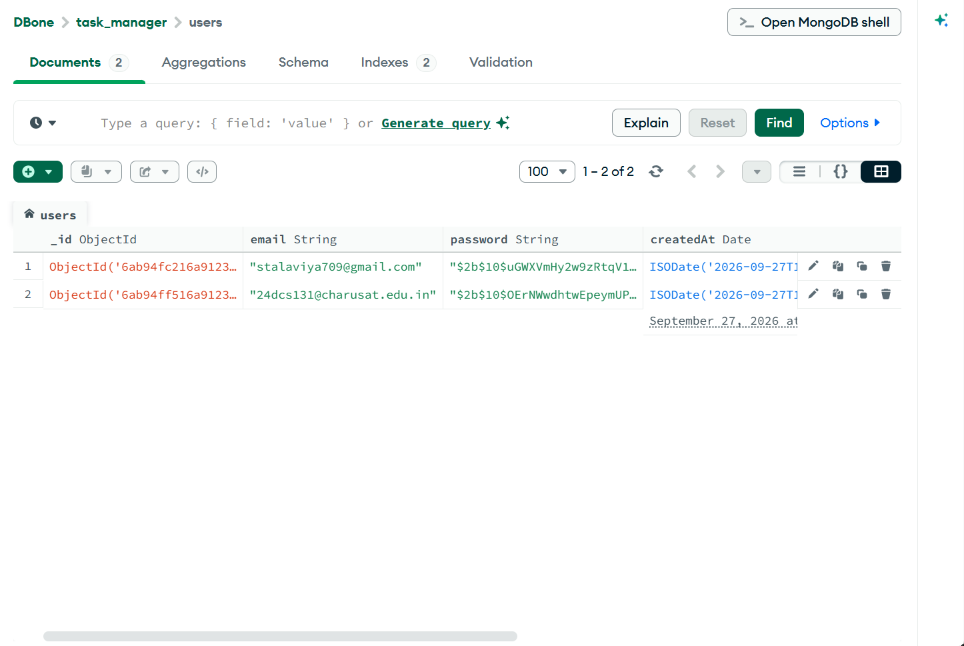 DBone > task_manager > users
>_ Open MongoDB shell
Documents 2 Aggregations Schema Indexes 2 Validation
Type a query: { field: 'value' } or Generate query
Explain Reset Find Options
100 1 – 2 of 2 {} </>
users
_id ObjectId email String password String createdAt Date
1 ObjectId('6ab94fc216a9123… "stalaviya709@gmail.com" "$2b$10$uGWXVmHy2w9zRtqV1… ISODate('2026-09-27T1
2 ObjectId('6ab94ff516a9123… "24dcs131@charusat.edu.in" "$2b$10$OErNWwdhtwEpeymUP… ISODate('2026-09-27T1
September 27, 2026 at